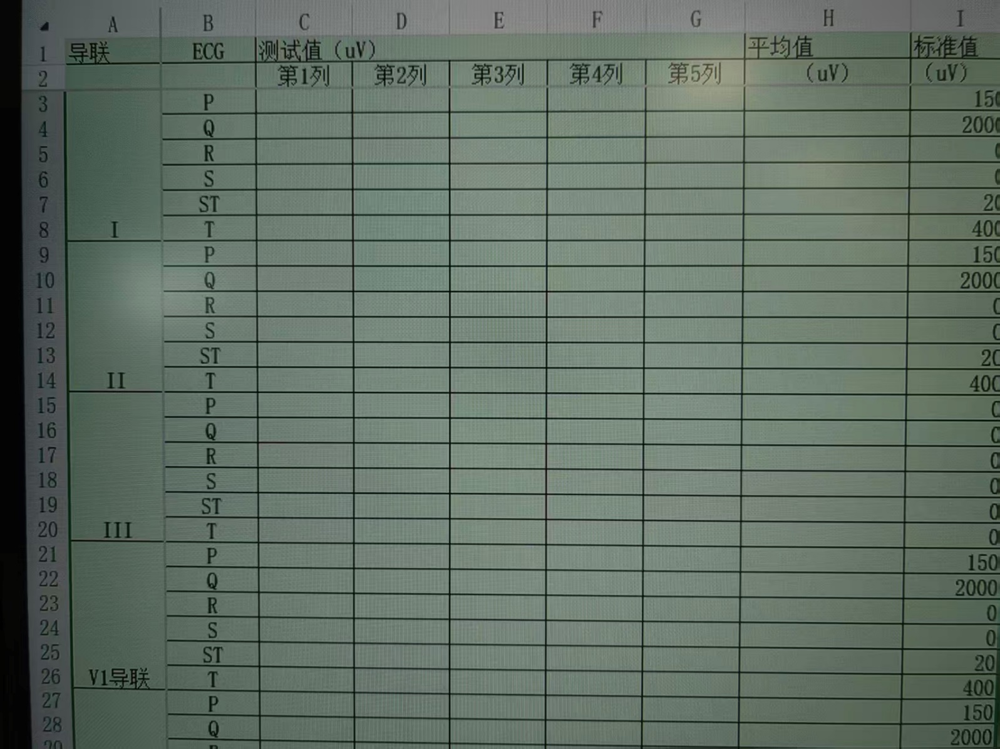 A B C D E F G H I
1 导联 ECG 测试值（uV） 平均值 标准值
2 第1列 第2列 第3列 第4列 第5列 （uV） （uV）
3 P 150
4 Q 2000
5 R 0
6 S 0
7 ST 20
8 I T 400
9 P 150
10 Q 2000
11 R 0
12 S 0
13 ST 20
14 II T 400
15 P 0
16 Q 0
17 R 0
18 S 0
19 ST 0
20 III T 0
21 P 150
22 Q 2000
23 R 0
24 S 0
25 ST 20
26 V1导联 T 400
27 P 150
28 Q 2000